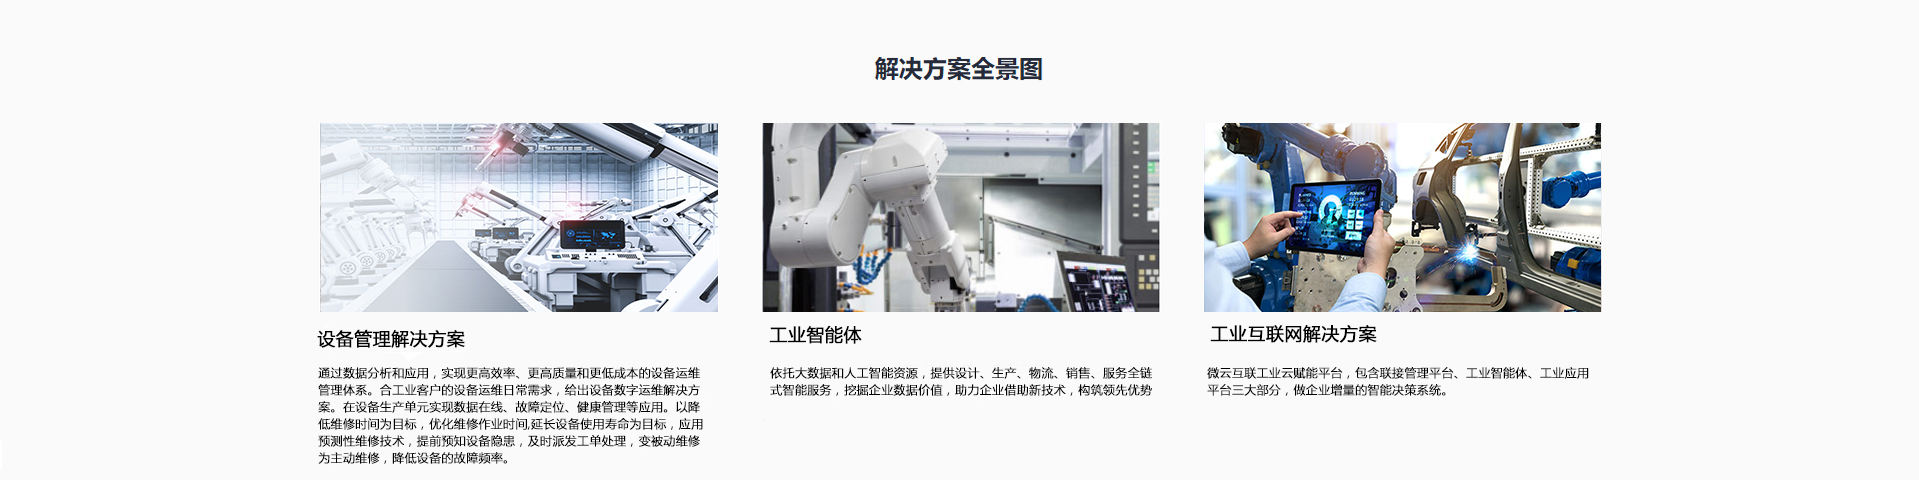 解决方案全景图
设备管理解决方案
通过数据分析和应用，实现更高效率、更高质量和更低成本的设备运维
管理体系。合工业客户的设备运维日常需求，给出设备数字运维解决方
案。在设备生产单元实现数据在线、故障定位、健康管理等应用。以降
低维修时间为目标，优化维修作业时间,延长设备使用寿命为目标，应用
预测性维修技术，提前预知设备隐患，及时派发工单处理，变被动维修
为主动维修，降低设备的故障频率。
工业智能体
依托大数据和人工智能资源，提供设计、生产、物流、销售、服务全链
式智能服务，挖掘企业数据价值，助力企业借助新技术，构筑领先优势
工业互联网解决方案
微云互联工业云赋能平台，包含联接管理平台、工业智能体、工业应用
平台三大部分，做企业增量的智能决策系统。